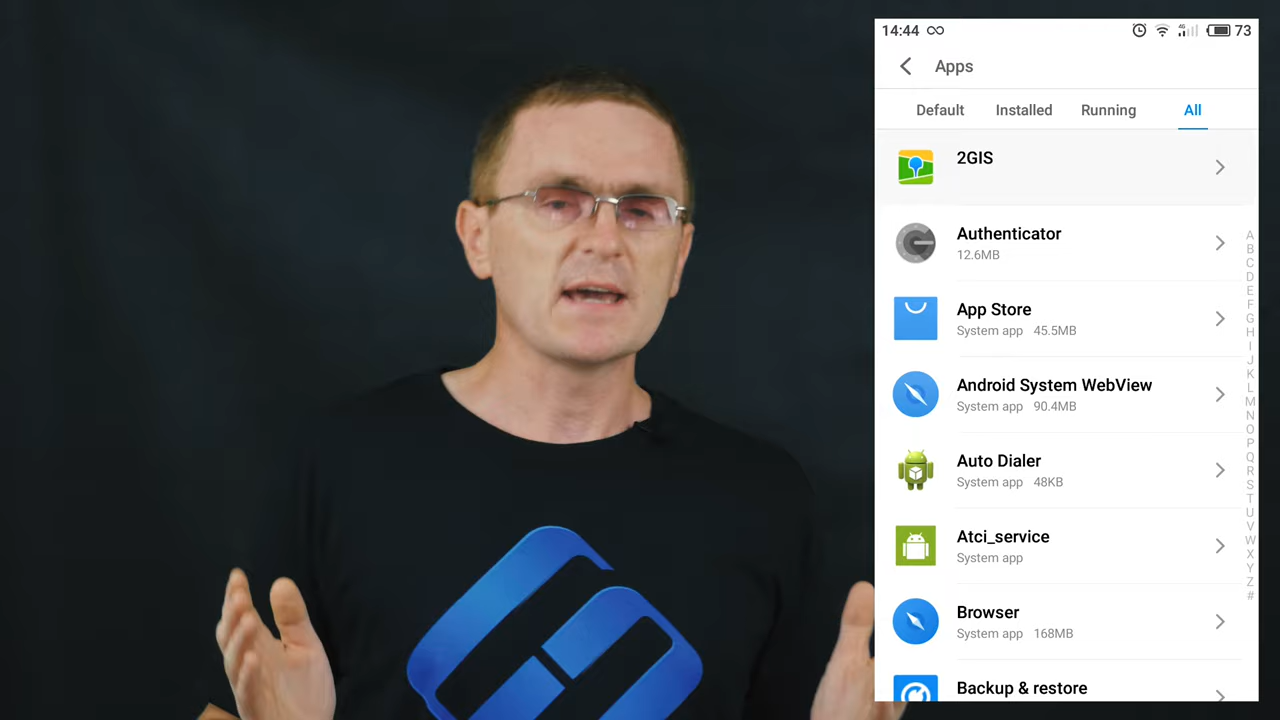 14:44 4G 73
Apps
Default Installed Running All
2GIS
Authenticator
12.6MB
App Store
System app 45.5MB
Android System WebView
System app 90.4MB
Auto Dialer
System app 48KB
Atci_service
System app
Browser
System app 168MB
Backup & restore
A
B
C
D
E
F
G
H
I
J
K
L
M
N
O
P
Q
R
S
T
U
V
W
X
Y
Z
#